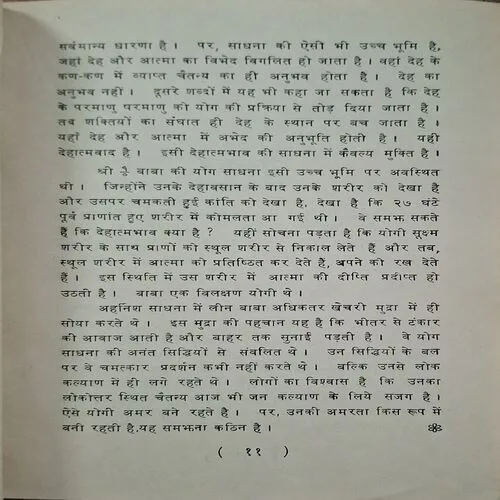 सर्वमान्य धारणा है। पर, साधना की ऐसी भी उच्च भूमि है,
जहां देह और आत्मा का विभेद विगलित हो जाता है। वहां देह के
कण-कण में व्याप्त चैतन्य का ही अनुभव होता है। देह का
अनुभव नहीं। दूसरे शब्दों में यह भी कहा जा सकता है कि देह
के परमाणु परमाणु को योग की प्रक्रिया से तोड़ दिया जाता है।
तब शक्तियों का संघात ही देह के स्थान पर बच जाता है।
यहाँ देह और आत्मा में अभेद की अनुभूति होती है। यही
देहात्मवाद है। इसी देहात्मभाव की साधना में कैवल्य मुक्ति है।
श्री बाबा की योग साधना इसी उच्च भूमि पर अवस्थित
थी। जिन्होंने उनके देहावसान के बाद उनके शरीर को देखा है
और उसपर चमकती हुई कांति को देखा है, देखा है कि २७ घंटे
पूर्व प्राणांत हुए शरीर में कोमलता आ गई थी। वे समझ सकते
हैं कि देहात्मभाव क्या है? यहीं सोचना पड़ता है कि योगी सूक्ष्म
शरीर के साथ प्राणों को स्थूल शरीर से निकाल लेते हैं और तब,
स्थूल शरीर में आत्मा को प्रतिष्ठित कर देते हैं, अपने को रख देते
हैं। इस स्थिति में उस शरीर में आत्मा की दीप्ति प्रदीप्त हो
उठती है। बाबा एक विलक्षण योगी थे।
अहनिश साधना में लीन बाबा अधिकतर खेचरी मुद्रा में ही
सोया करते थे। इस मुद्रा की पहचान यह है कि भीतर से टंकार
की आवाज आती है और बाहर तक सुनाई पड़ती है। वे योग
साधना की अनंत सिद्धियों से संवलित थे। उन सिद्धियों के बल
पर वे चमत्कार प्रदर्शन कभी नहीं करते थे। बल्कि उनसे लोक
कल्याण में ही लगे रहते थे। लोगों का विश्वास है कि उनका
लोकोत्तर स्थित चैतन्य आज भी जन कल्याण के लिये सजग है।
ऐसे योगी अमर बने रहते है। पर, उनकी अमरता किस रूप में
बनी रहती है,यह समझना कठिन है।
( ११ )